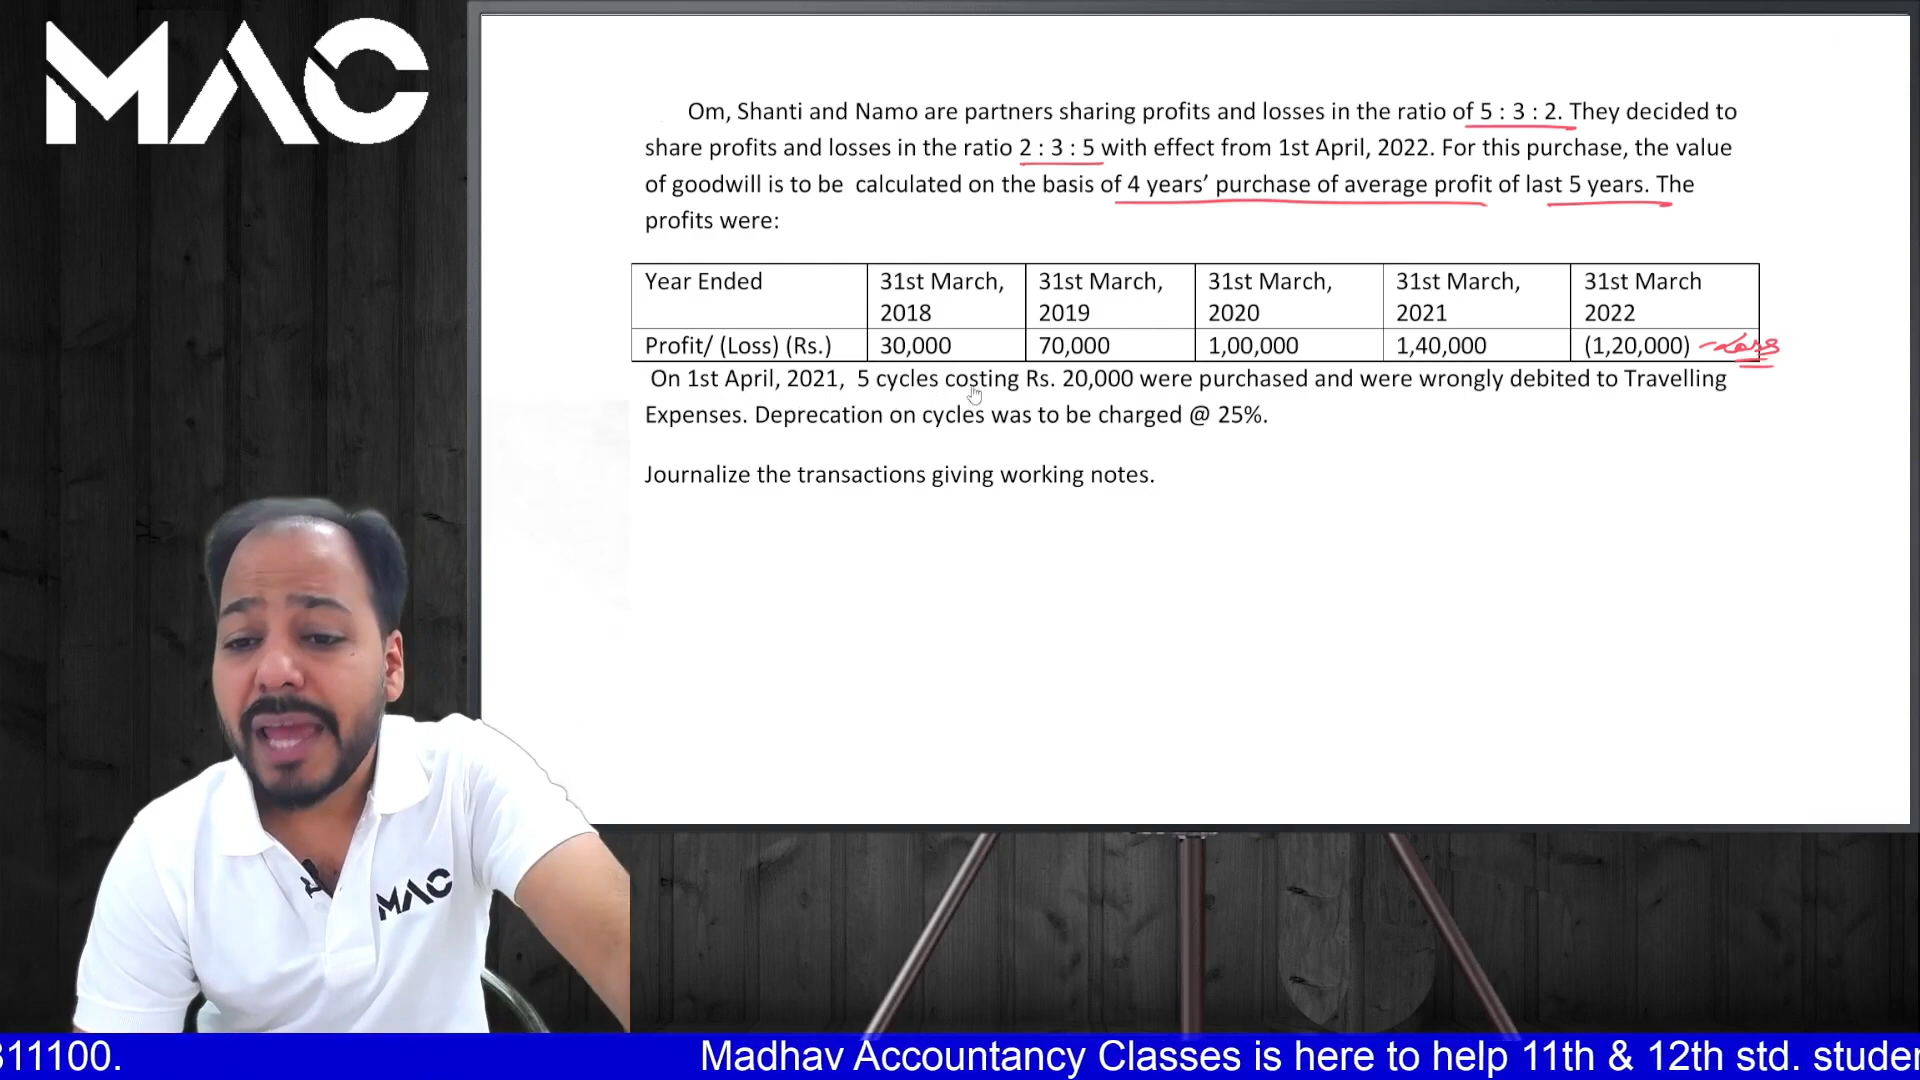 MAC
Om, Shanti and Namo are partners sharing profits and losses in the ratio of 5 : 3 : 2. They decided to
share profits and losses in the ratio 2 : 3 : 5 with effect from 1st April, 2022. For this purchase, the value
of goodwill is to be calculated on the basis of 4 years’ purchase of average profit of last 5 years. The
profits were:
Year Ended 31st March, 2018 31st March, 2019 31st March, 2020 31st March, 2021 31st March 2022
Profit/ (Loss) (Rs.) 30,000 70,000 1,00,000 1,40,000 (1,20,000) - Loss
On 1st April, 2021, 5 cycles costing Rs. 20,000 were purchased and were wrongly debited to Travelling
Expenses. Deprecation on cycles was to be charged @ 25%.
Journalize the transactions giving working notes.
MAC
311100. Madhav Accountancy Classes is here to help 11th & 12th std. studen